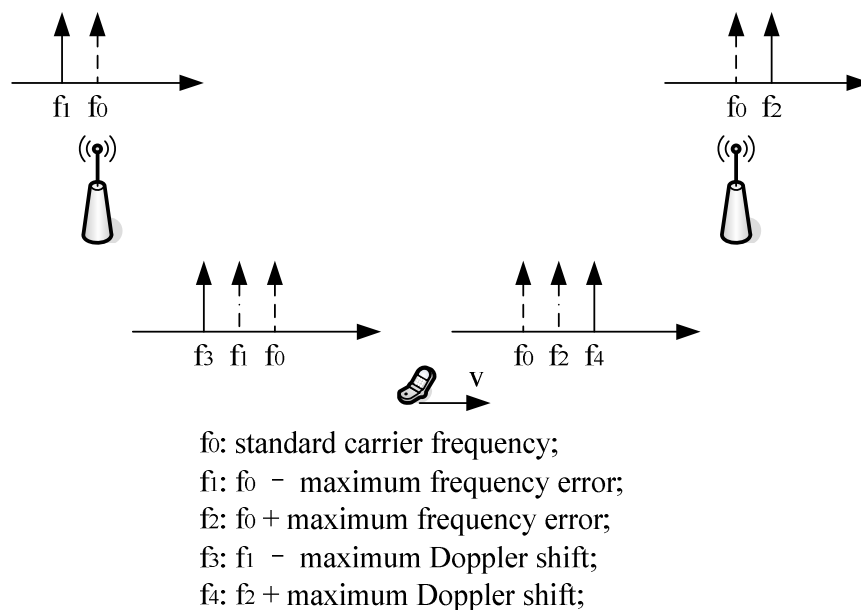 f1 f0
f0 f2
f3 f1 f0
f0 f2 f4
v
f0: standard carrier frequency;
f1: f0 - maximum frequency error;
f2: f0 + maximum frequency error;
f3: f1 - maximum Doppler shift;
f4: f2 + maximum Doppler shift;